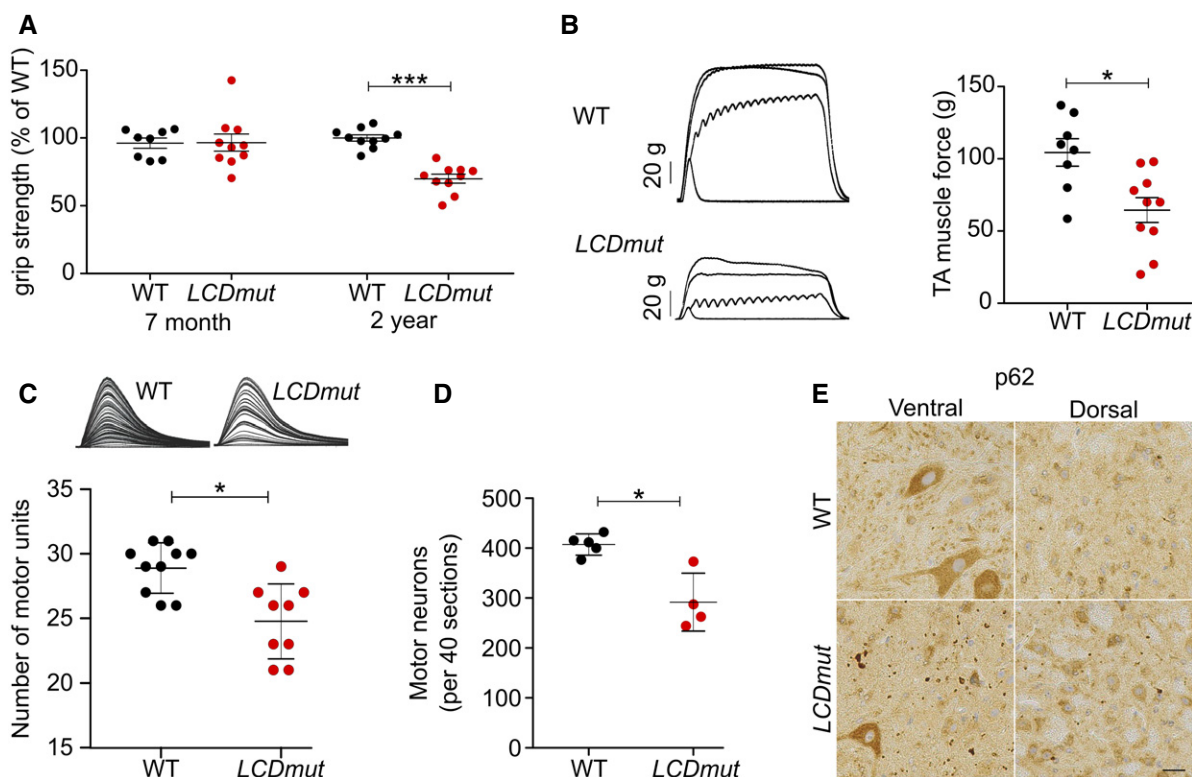 A
grip strength (% of WT)
150
100
50
0
***
WT LCDmut WT LCDmut
7 month 2 year
B
WT
20 g
LCDmut
20 g
TA muscle force (g)
150
100
50
0
*
WT LCDmut
C
WT LCDmut
Number of motor units
35
30
25
20
15
*
WT LCDmut
D
Motor neurons
(per 40 sections)
500
400
300
200
100
0
*
WT LCDmut
E
p62
Ventral Dorsal
WT
LCDmut